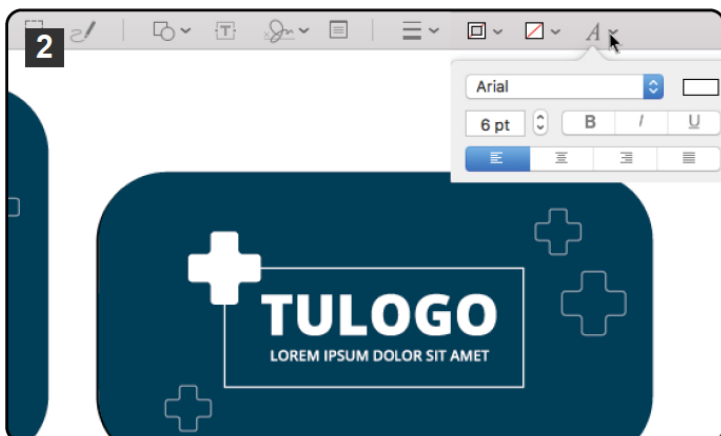 2
T
A
Arial
6 pt
B I U
TULOGO
LOREM IPSUM DOLOR SIT AMET